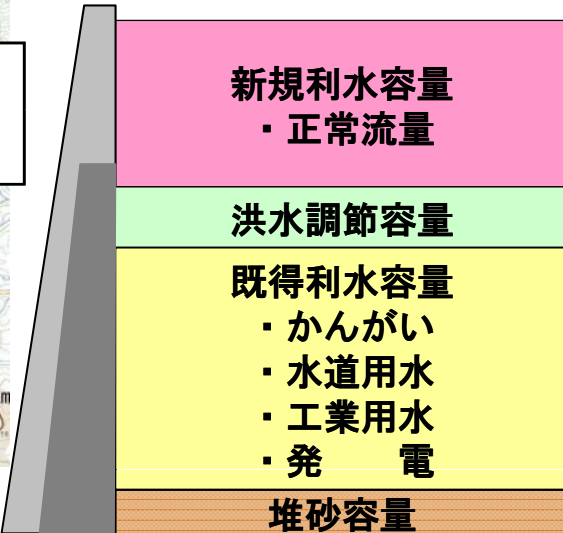 新規利水容量
・正常流量
洪水調節容量
既得利水容量
・かんがい
・水道用水
・工業用水
・発　　電
堆砂容量